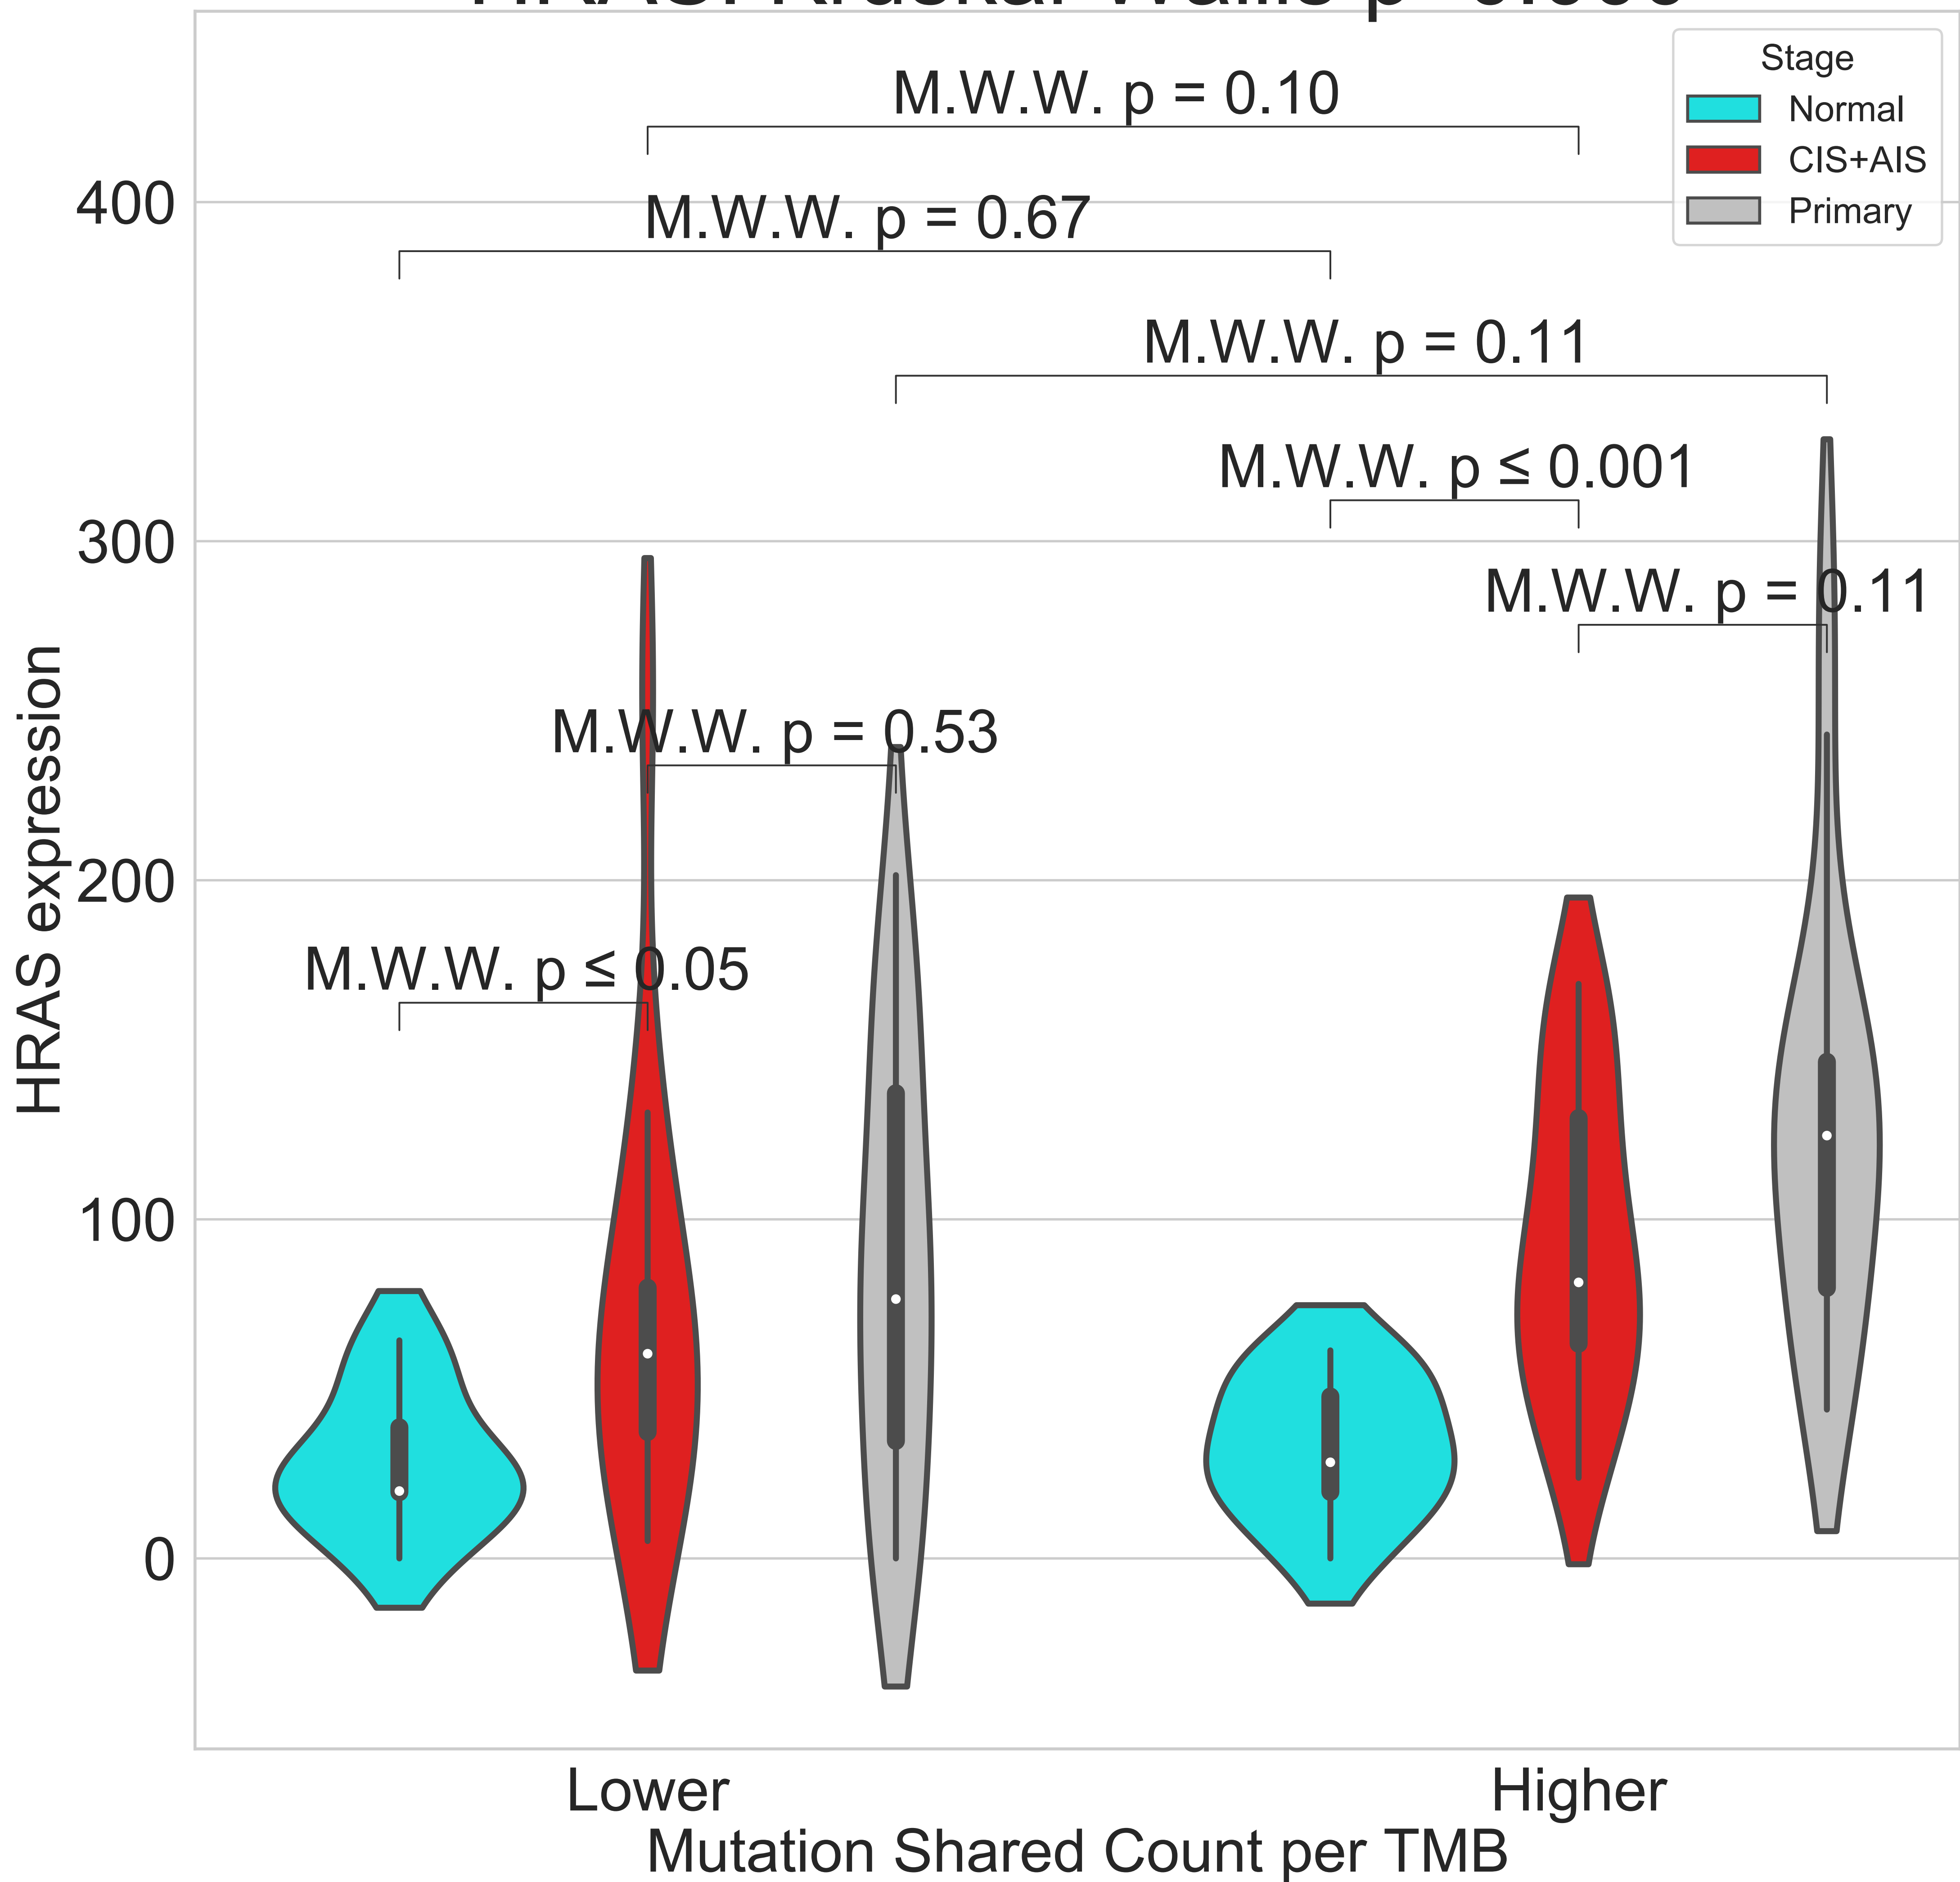 Stage
Normal
CIS+AIS
Primary
M.W.W. p = 0.10
M.W.W. p = 0.67
M.W.W. p = 0.11
M.W.W. p ≤ 0.001
M.W.W. p = 0.11
M.W.W. p = 0.53
M.W.W. p ≤ 0.05
400
300
200
100
0
HRAS expression
Lower
Higher
Mutation Shared Count per TMB